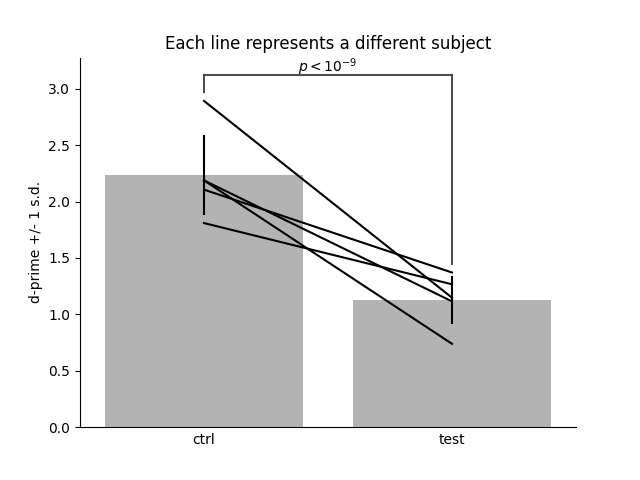 Each line represents a different subject
p < 10⁻⁹
3.0
2.5
2.0
1.5
1.0
0.5
0.0
d-prime +/- 1 s.d.
ctrl
test